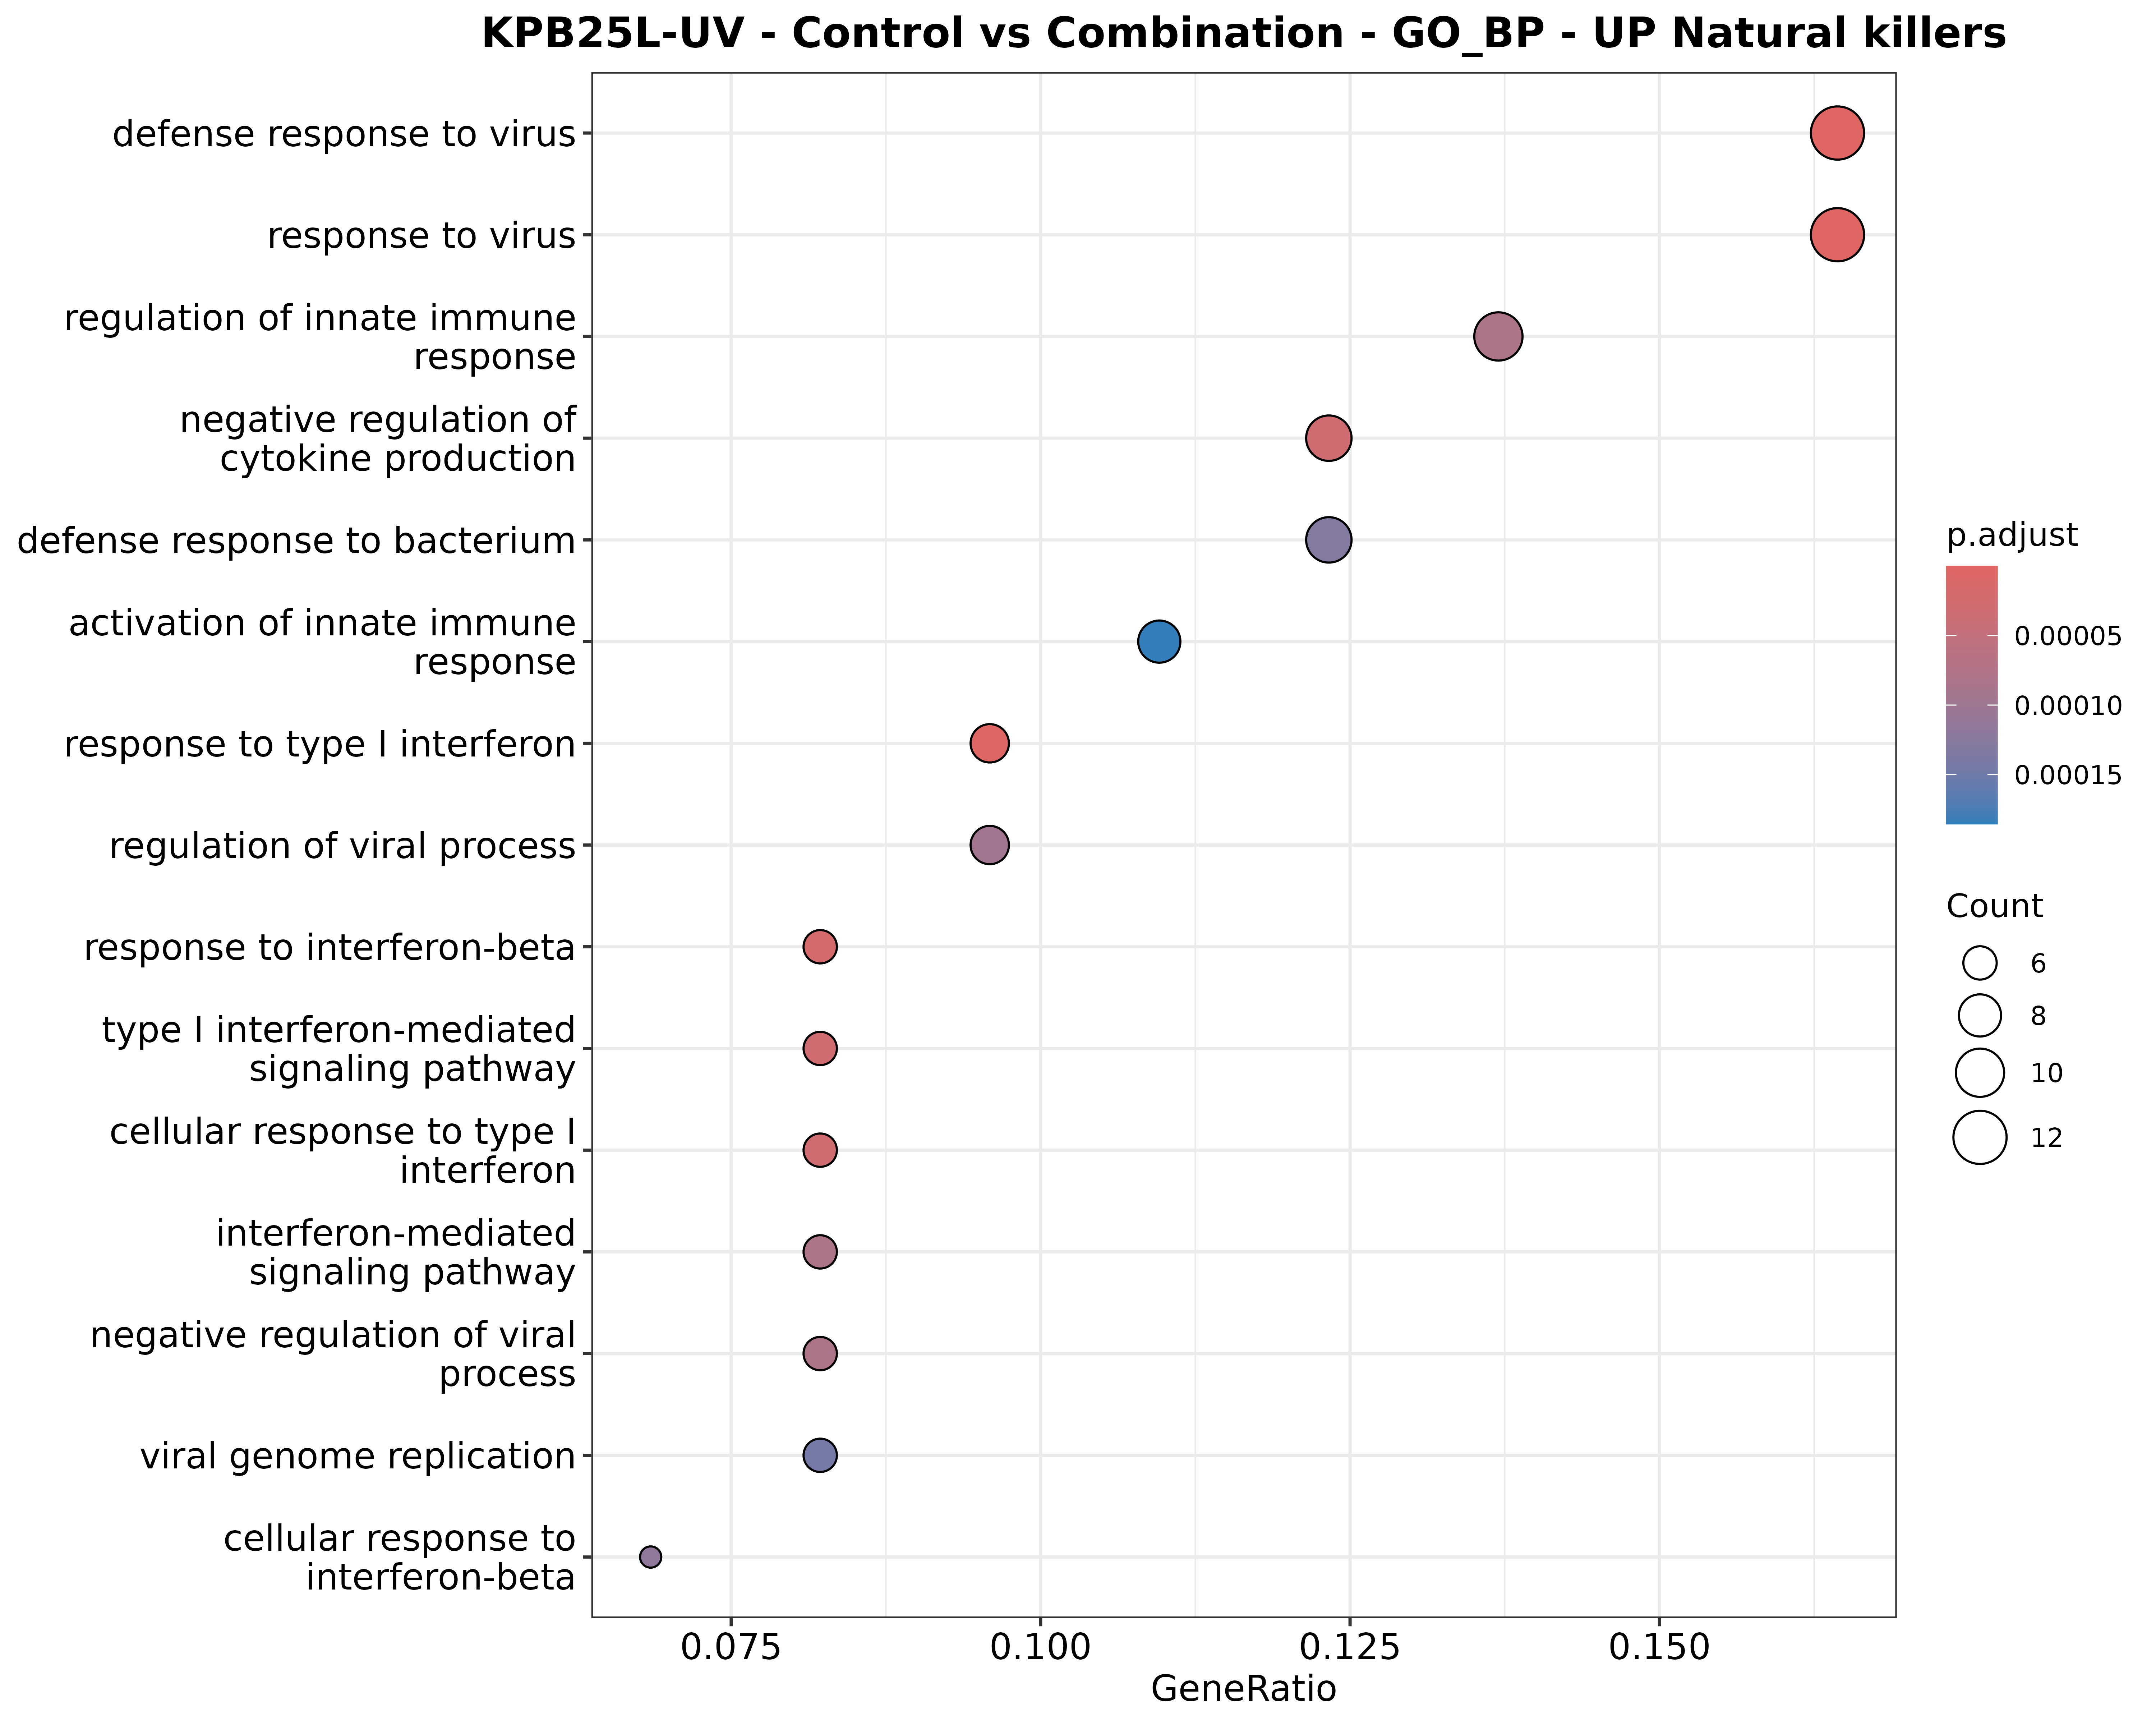 KPB25L-UV - Control vs Combination - GO_BP - UP Natural killers
defense response to virus
response to virus
regulation of innate immune
response
negative regulation of
cytokine production
defense response to bacterium
activation of innate immune
response
response to type I interferon
regulation of viral process
response to interferon-beta
type I interferon-mediated
signaling pathway
cellular response to type I
interferon
interferon-mediated
signaling pathway
negative regulation of viral
process
viral genome replication
cellular response to
interferon-beta
0.075
0.100
0.125
0.150
GeneRatio
p.adjust
0.00005
0.00010
0.00015
Count
6
8
10
12